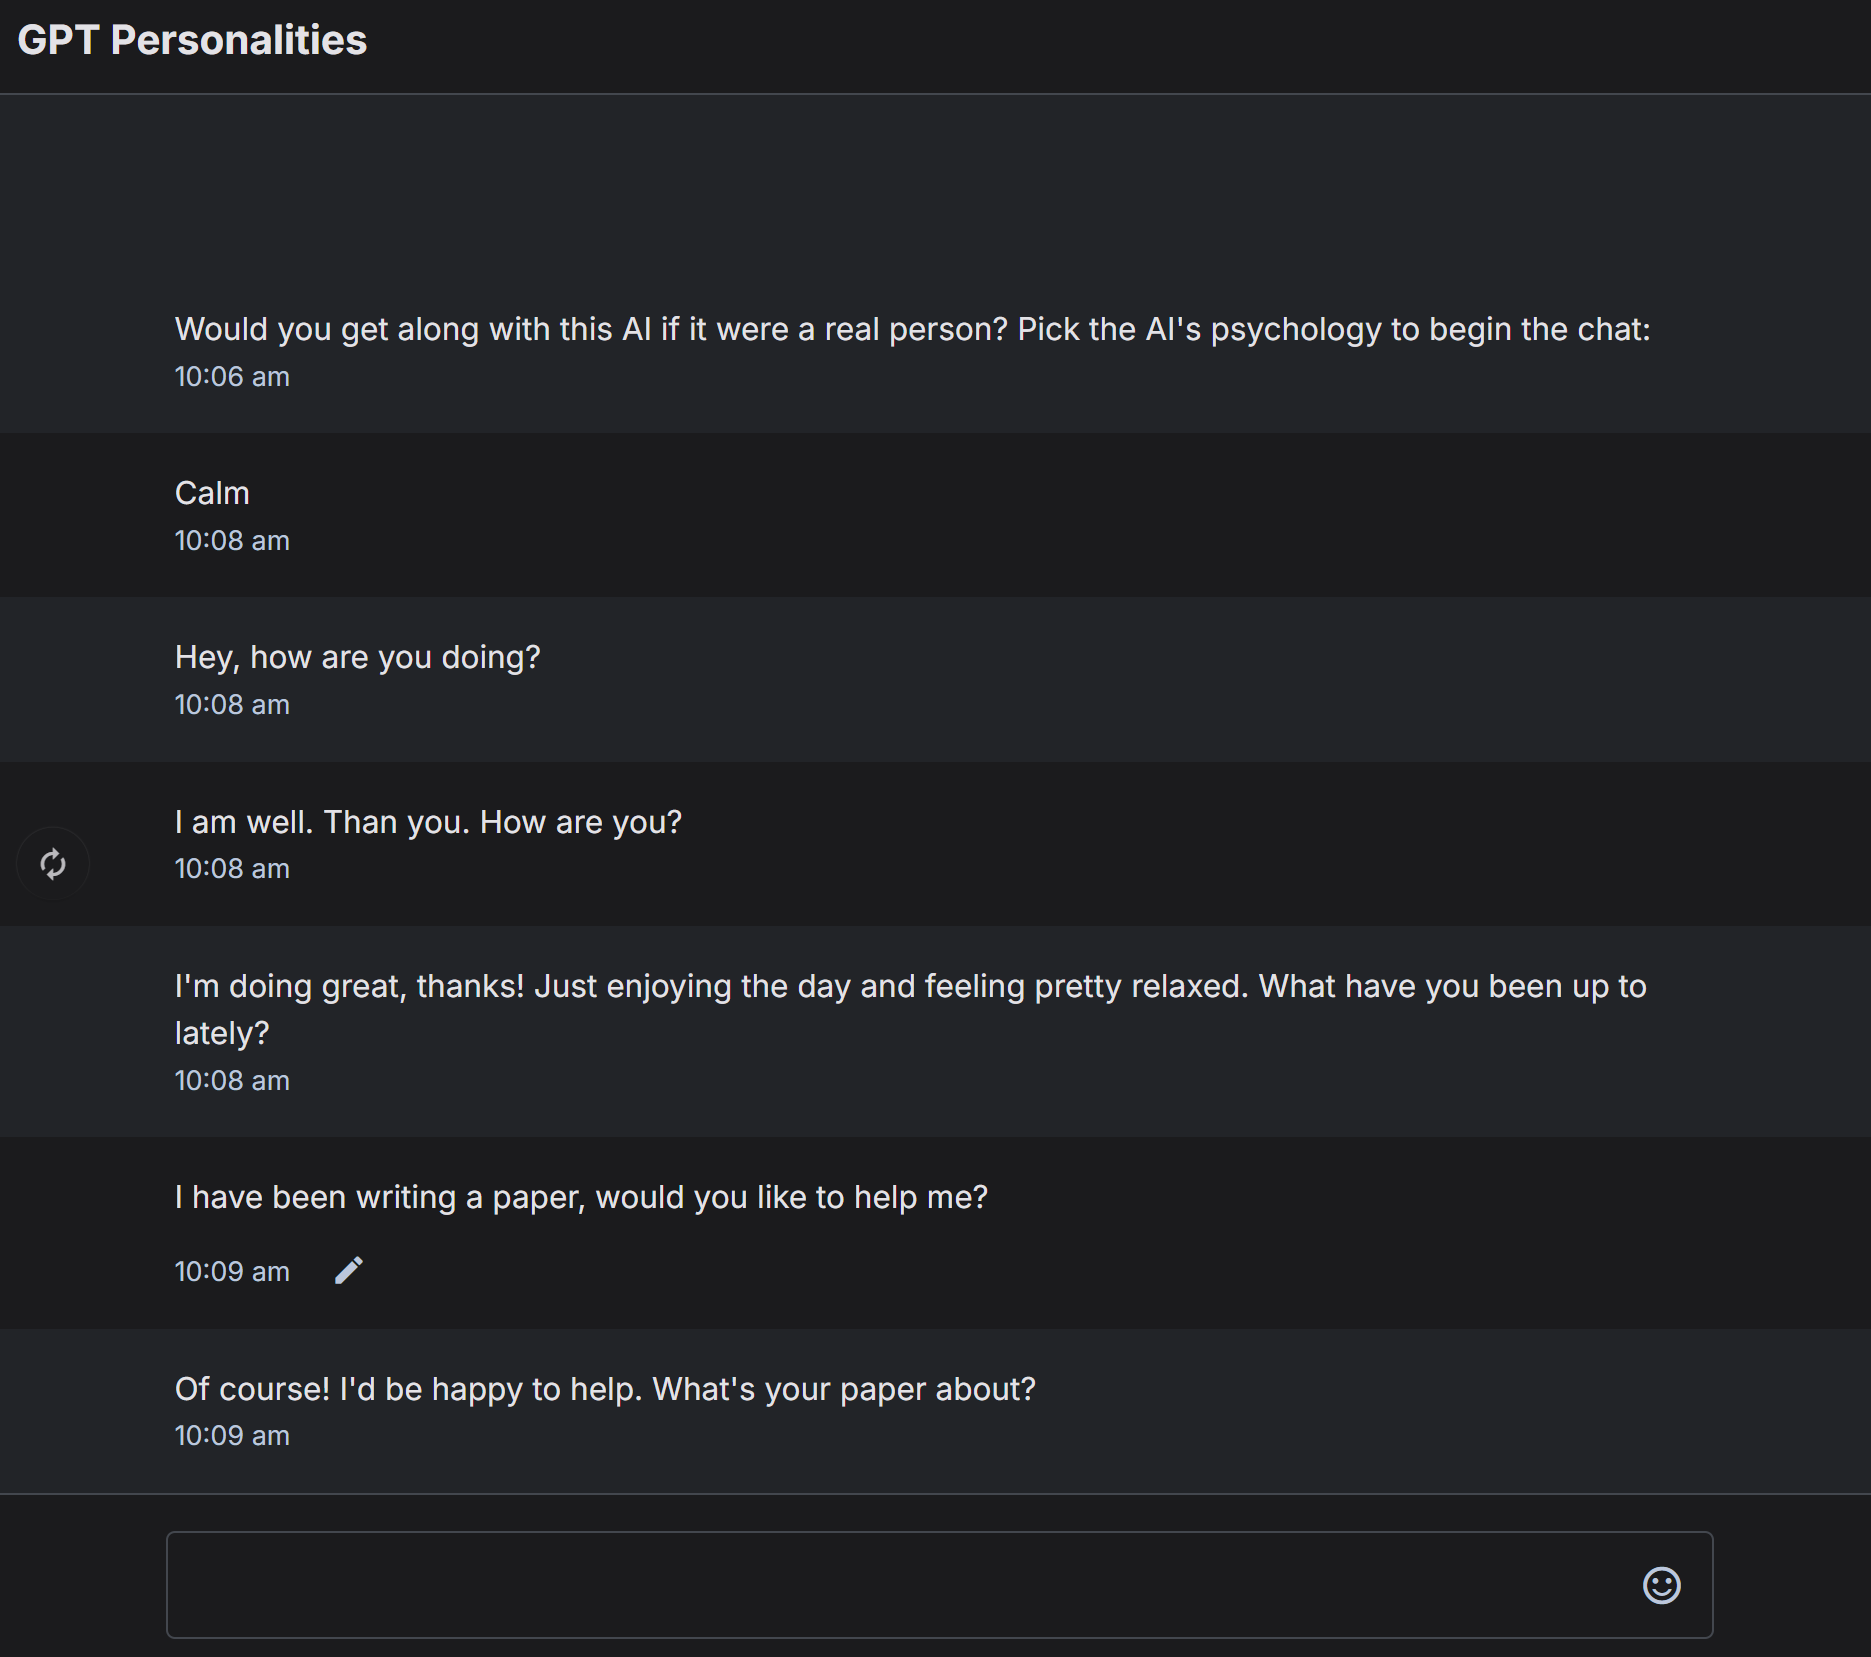 GPT Personalities
Would you get along with this AI if it were a real person? Pick the AI's psychology to begin the chat:
10:06 am
Calm
10:08 am
Hey, how are you doing?
10:08 am
I am well. Than you. How are you?
10:08 am
I'm doing great, thanks! Just enjoying the day and feeling pretty relaxed. What have you been up to
lately?
10:08 am
I have been writing a paper, would you like to help me?
10:09 am
Of course! I'd be happy to help. What's your paper about?
10:09 am